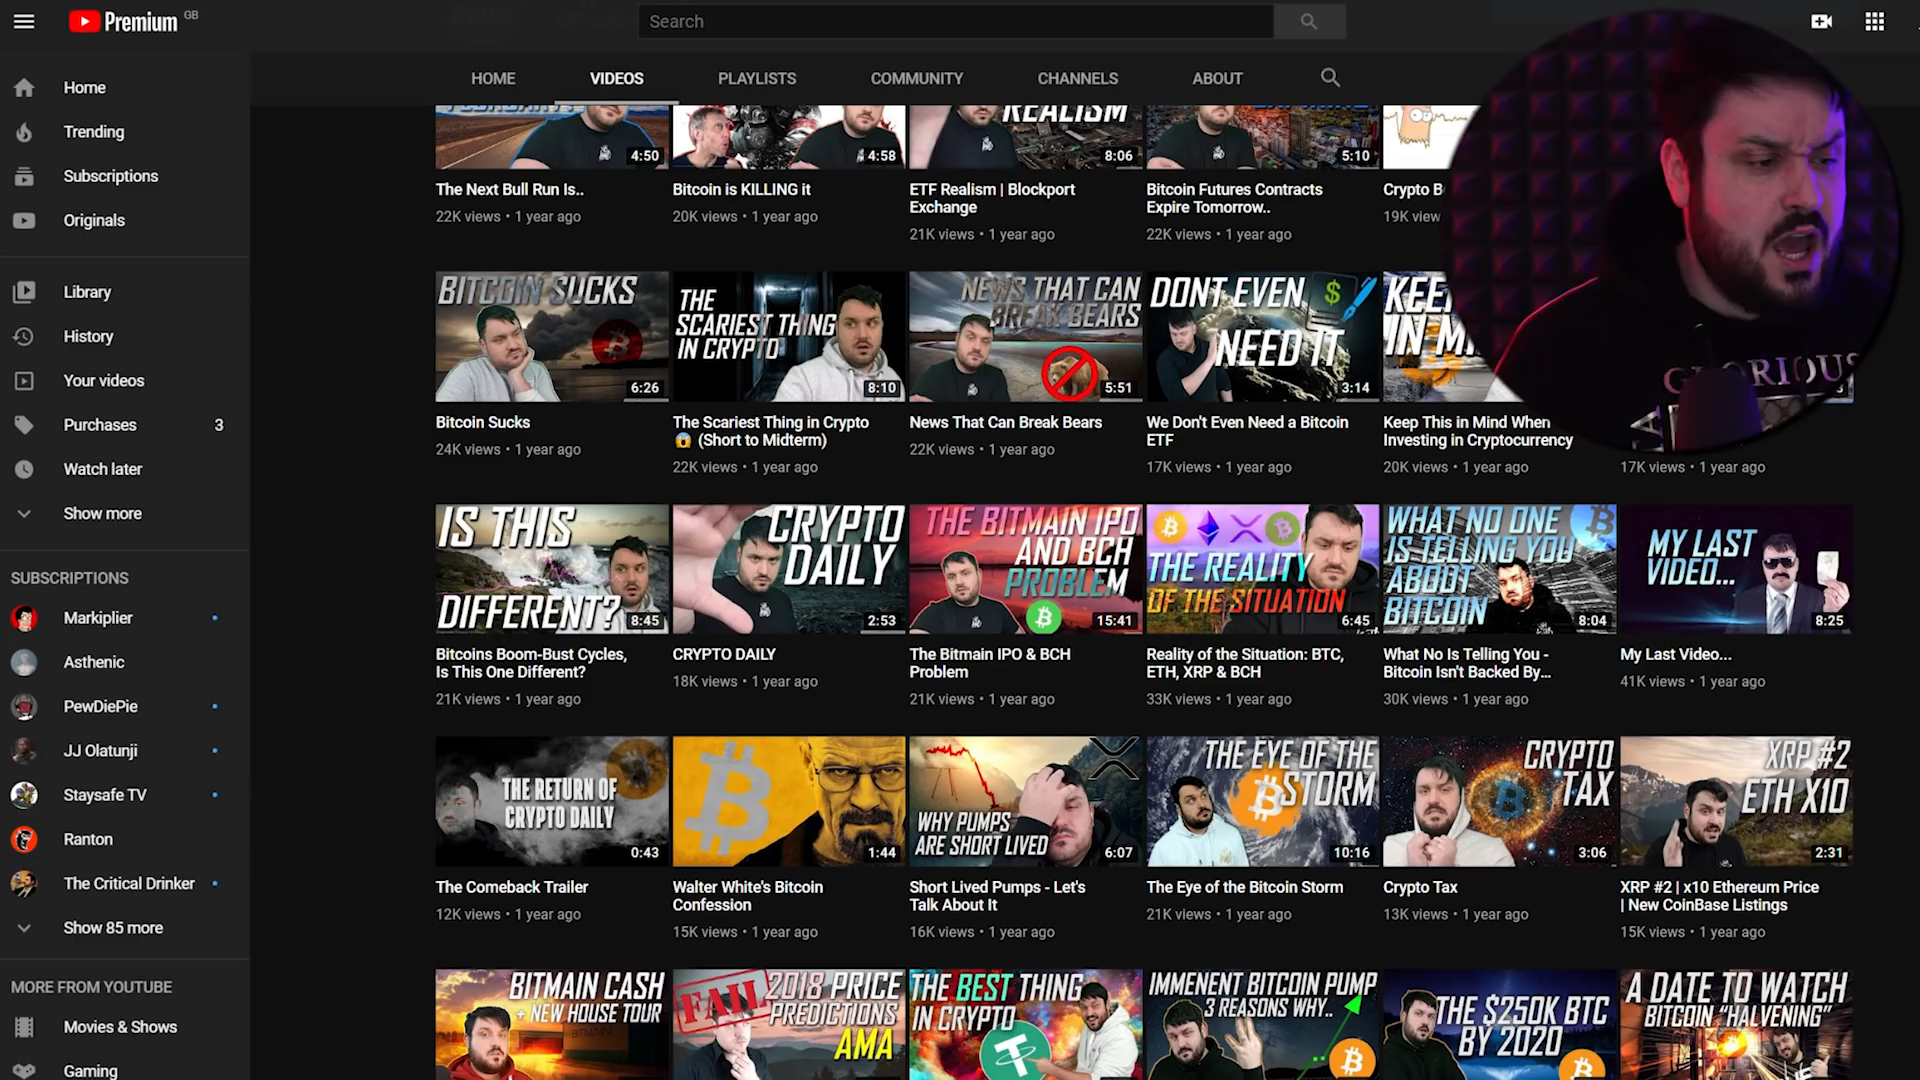 Premium GB
Search
HOME
VIDEOS
PLAYLISTS
COMMUNITY
CHANNELS
ABOUT
Home
Trending
Subscriptions
Originals
Library
History
Your videos
Purchases 3
Watch later
Show more
SUBSCRIPTIONS
Markiplier
Asthenic
PewDiePie
JJ Olatunji
Staysafe TV
Ranton
The Critical Drinker
Show 85 more
MORE FROM YOUTUBE
Movies & Shows
Gaming
4:50
The Next Bull Run Is..
22K views • 1 year ago
4:58
Bitcoin is KILLING it
20K views • 1 year ago
REALISM
8:06
ETF Realism | Blockport
Exchange
21K views • 1 year ago
5:10
Bitcoin Futures Contracts
Expire Tomorrow..
22K views • 1 year ago
Crypto
19K
GLORIOUS
BITCOIN SUCKS
6:26
Bitcoin Sucks
24K views • 1 year ago
THE
SCARIEST THING
IN CRYPTO
8:10
The Scariest Thing in Crypto
😱 (Short to Midterm)
22K views • 1 year ago
NEWS THAT CAN
BREAK BEARS
5:51
News That Can Break Bears
22K views • 1 year ago
DONT EVEN
NEED IT
3:14
We Don't Even Need a Bitcoin
ETF
17K views • 1 year ago
KEEP
IN
Keep This in Mind When
Investing in Cryptocurrency
20K views • 1 year ago
17K views • 1 year ago
IS THIS
DIFFERENT?
8:45
Bitcoins Boom-Bust Cycles,
Is This One Different?
21K views • 1 year ago
CRYPTO
DAILY
2:53
CRYPTO DAILY
18K views • 1 year ago
THE BITMAIN IPO
AND BCH
PROBLEM
15:41
The Bitmain IPO & BCH
Problem
21K views • 1 year ago
THE REALITY
OF THE SITUATION
6:45
Reality of the Situation: BTC,
ETH, XRP & BCH
33K views • 1 year ago
WHAT NO ONE
IS TELLING YOU
ABOUT
BITCOIN
8:04
What No Is Telling You -
Bitcoin Isn't Backed By...
30K views • 1 year ago
MY LAST
VIDEO...
8:25
My Last Video...
41K views • 1 year ago
THE RETURN OF
CRYPTO DAILY
0:43
The Comeback Trailer
12K views • 1 year ago
1:44
Walter White's Bitcoin
Confession
15K views • 1 year ago
WHY PUMPS
ARE SHORT LIVED
6:07
Short Lived Pumps - Let's
Talk About It
16K views • 1 year ago
THE EYE OF THE
STORM
10:16
The Eye of the Bitcoin Storm
21K views • 1 year ago
CRYPTO
TAX
3:06
Crypto Tax
13K views • 1 year ago
XRP #2
ETH X10
2:31
XRP #2 | x10 Ethereum Price
| New CoinBase Listings
15K views • 1 year ago
BITMAIN CASH
+ NEW HOUSE TOUR
FAIL
2018 PRICE
PREDICTIONS
AMA
THE BEST THING
IN CRYPTO
IMMENENT BITCOIN PUMP
3 REASONS WHY..
THE $250K BTC
BY 2020
A DATE TO WATCH
BITCOIN "HALVENING"